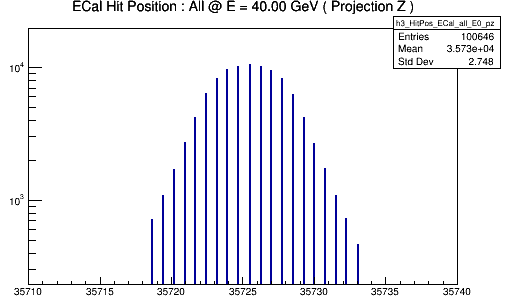 ECal Hit Position : All @ E = 40.00 GeV ( Projection Z )
h3_HitPos_ECal_all_E0_pz
Entries 100646
Mean 3.573e+04
Std Dev 2.748
10⁴
10³
35710 35715 35720 35725 35730 35735 35740